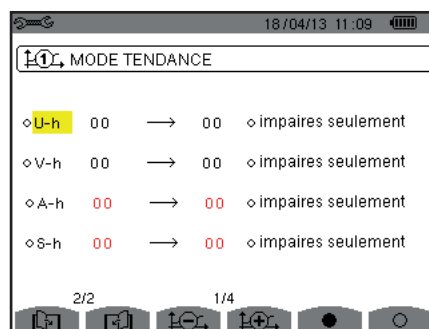 18/04/13 11:09
1 MODE TENDANCE
U-h 00 → 00 impaires seulement
V-h 00 → 00 impaires seulement
A-h 00 → 00 impaires seulement
S-h 00 → 00 impaires seulement
2/2 1/4